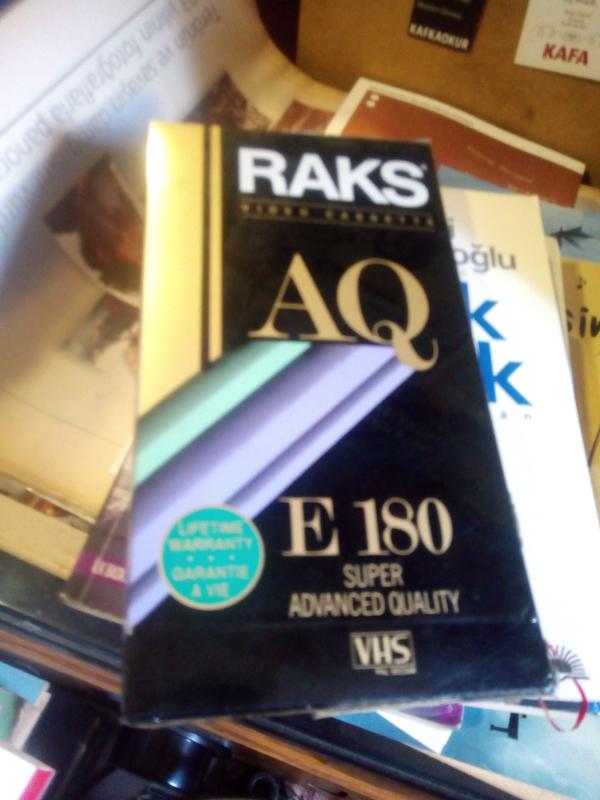 KAFKAOKUR
KAFA
RAKS
VIDEO CASSETTE
AQ
E 180
SUPER
ADVANCED QUALITY
LIFETIME
WARRANTY
GARANTIE
A VIE
VHS
oğlu
k
k
a n